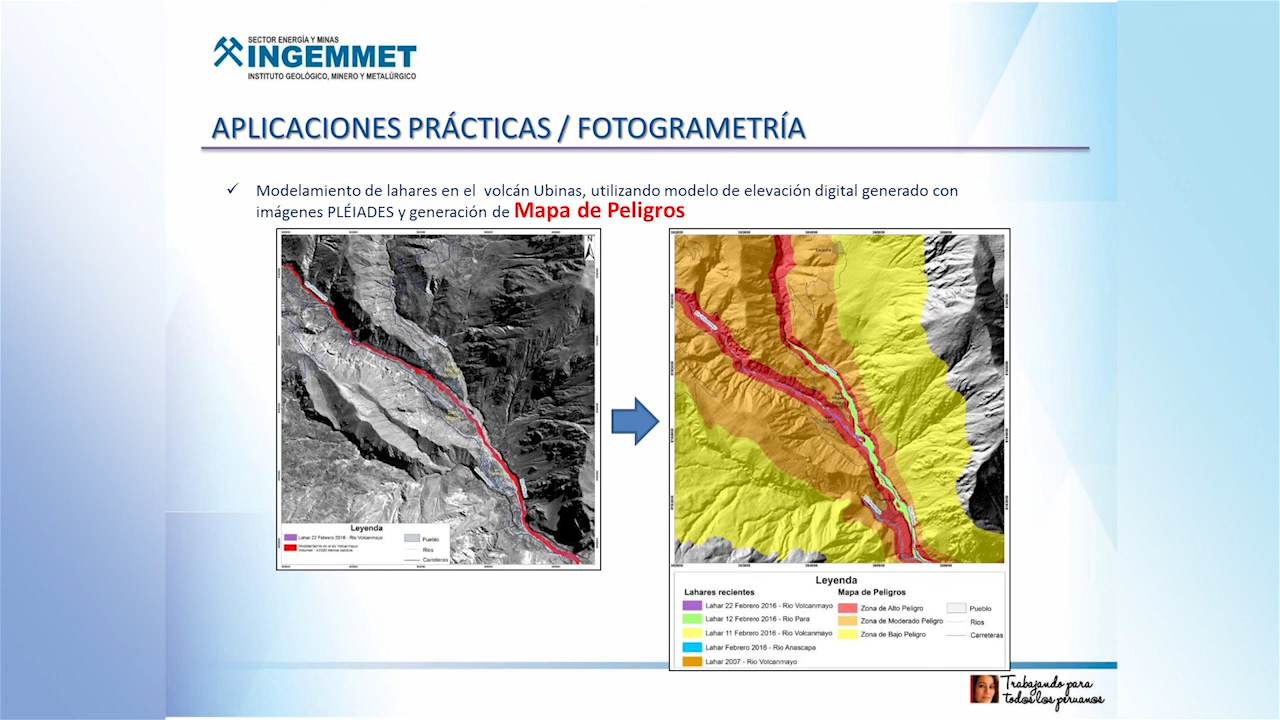 SECTOR ENERGÍA Y MINAS
INGEMMET
INSTITUTO GEOLÓGICO, MINERO Y METALÚRGICO
APLICACIONES PRÁCTICAS / FOTOGRAMETRÍA
✓ Modelamiento de lahares en el volcán Ubinas, utilizando modelo de elevación digital generado con
imágenes PLÉIADES y generación de Mapa de Peligros
N
Leyenda
Lahar 22 Febrero 2016 - Rio Volcanmayo
Pueblo
Rios
Carreteras
Leyenda
Lahares recientes
Lahar 22 Febrero 2016 - Rio Volcanmayo
Lahar 12 Febrero 2016 - Rio Para
Lahar 11 Febrero 2016 - Rio Volcanmayo
Lahar Febrero 2016 - Rio Anascapa
Lahar 2007 - Rio Volcanmayo
Mapa de Peligros
Zona de Alto Peligro
Zona de Moderado Peligro
Zona de Bajo Peligro
Pueblo
Rios
Carreteras
Trabajando para
todos los peruanos